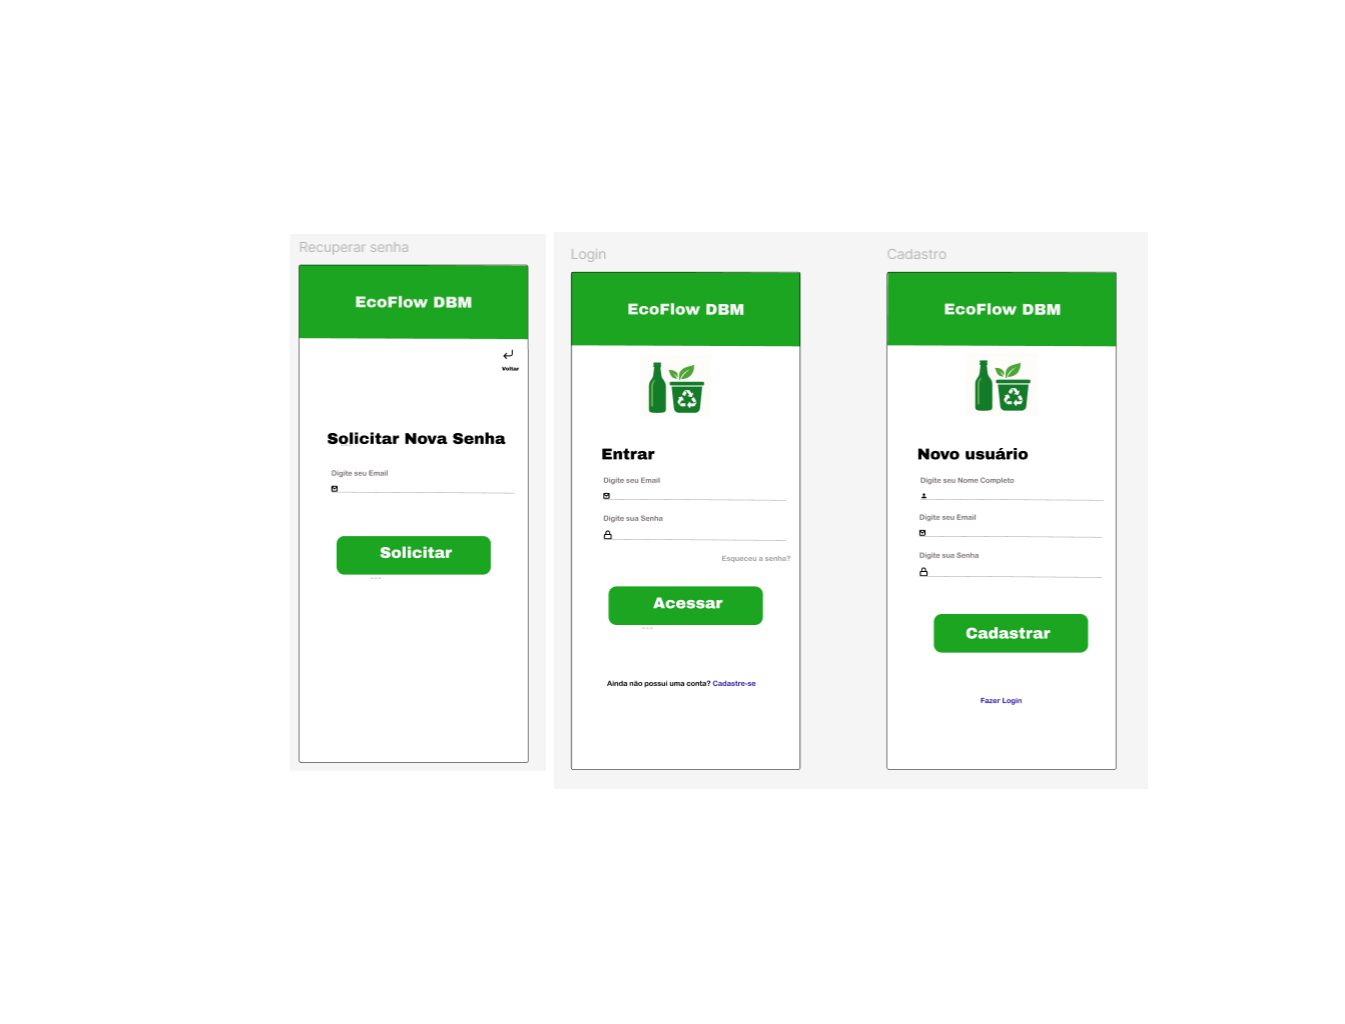 Recuperar senha
EcoFlow DBM
Voltar
Solicitar Nova Senha
Digite seu Email
Solicitar
---
Login
EcoFlow DBM
Entrar
Digite seu Email
Digite sua Senha
Esqueceu a senha?
Acessar
---
Ainda não possui uma conta? Cadastre-se
Cadastro
EcoFlow DBM
Novo usuário
Digite seu Nome Completo
Digite seu Email
Digite sua Senha
Cadastrar
Fazer Login